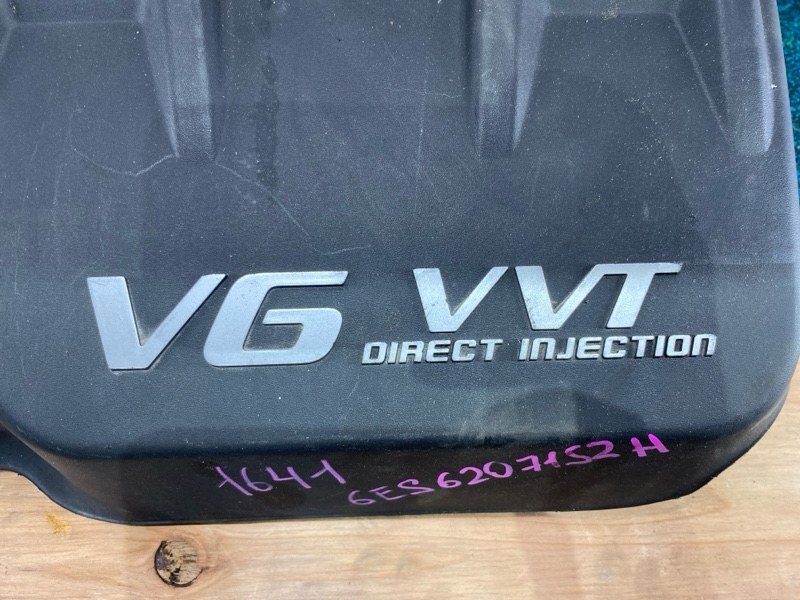 V6 VVT
DIRECT INJECTION
1641 6ES6207152H